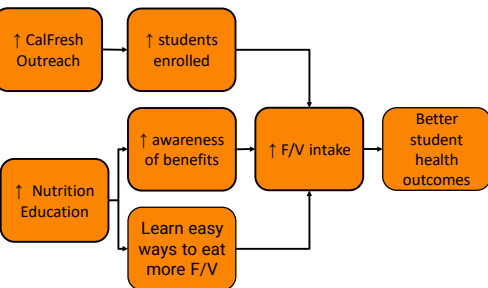 ↑ CalFresh
Outreach
↑ students
enrolled
↑ awareness
of benefits
↑ F/V intake
Better
student
health
outcomes
↑ Nutrition
Education
Learn easy
ways to eat
more F/V